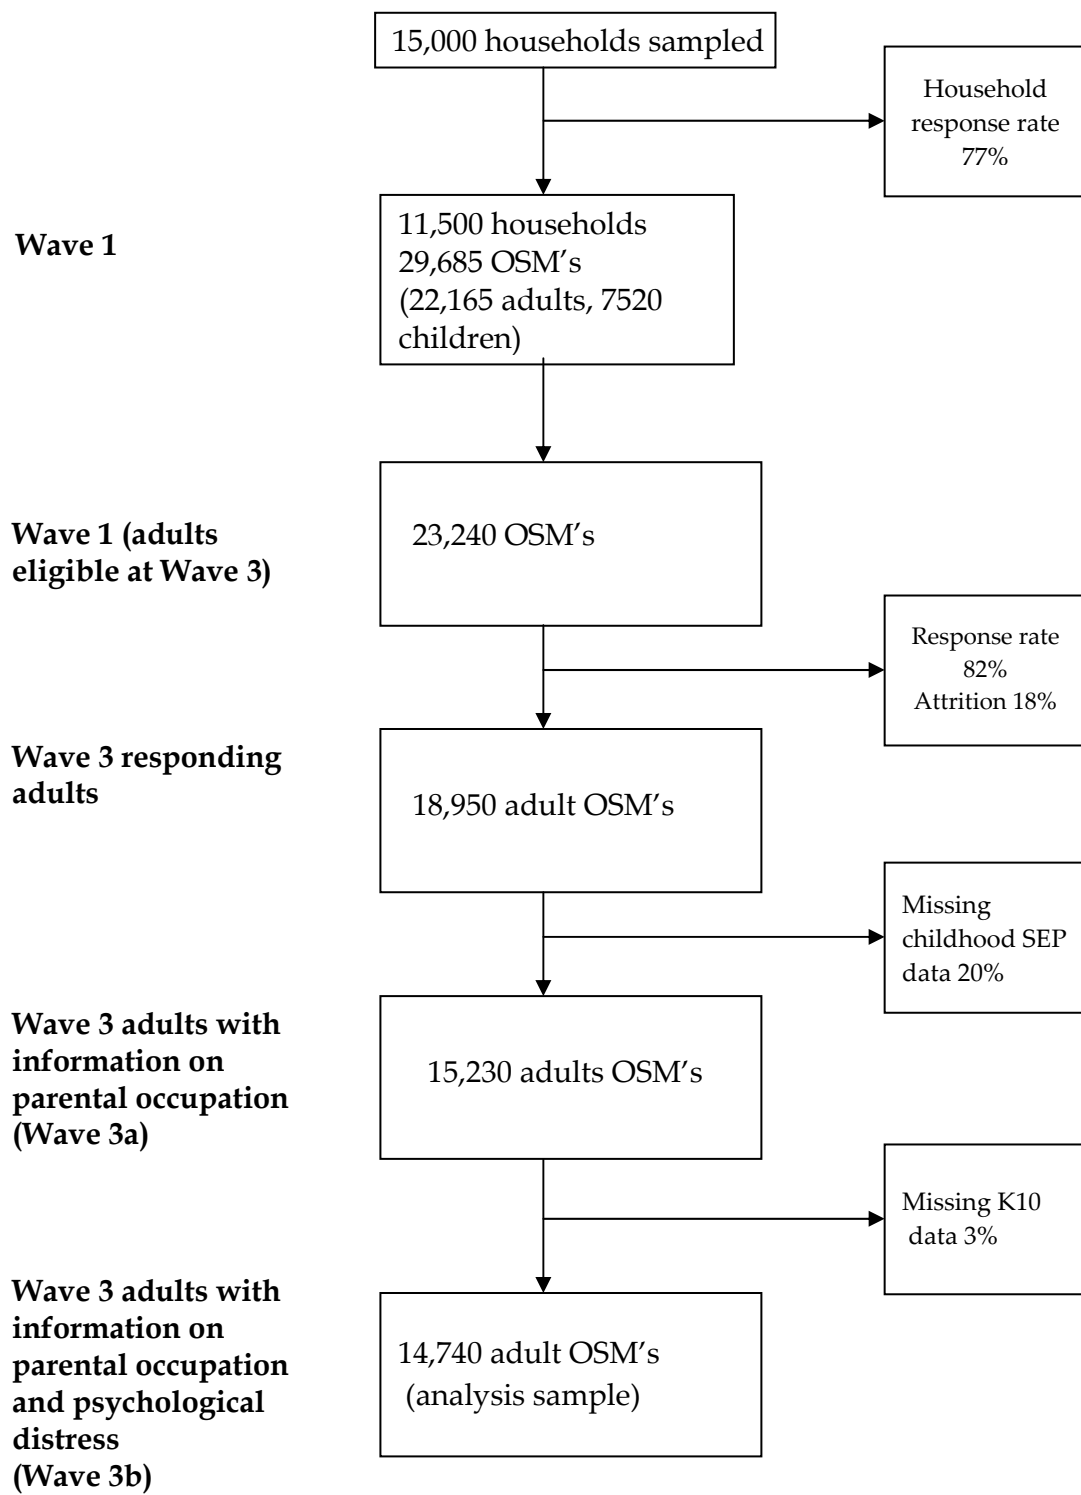 15,000 households sampled
Household
response rate
77%
Wave 1
11,500 households
29,685 OSM’s
(22,165 adults, 7520
children)
Wave 1 (adults
eligible at Wave 3)
23,240 OSM’s
Response rate
82%
Attrition 18%
Wave 3 responding
adults
18,950 adult OSM’s
Missing
childhood SEP
data 20%
Wave 3 adults with
information on
parental occupation
(Wave 3a)
15,230 adults OSM’s
Missing K10
data 3%
Wave 3 adults with
information on
parental occupation
and psychological
distress
(Wave 3b)
14,740 adult OSM’s
(analysis sample)